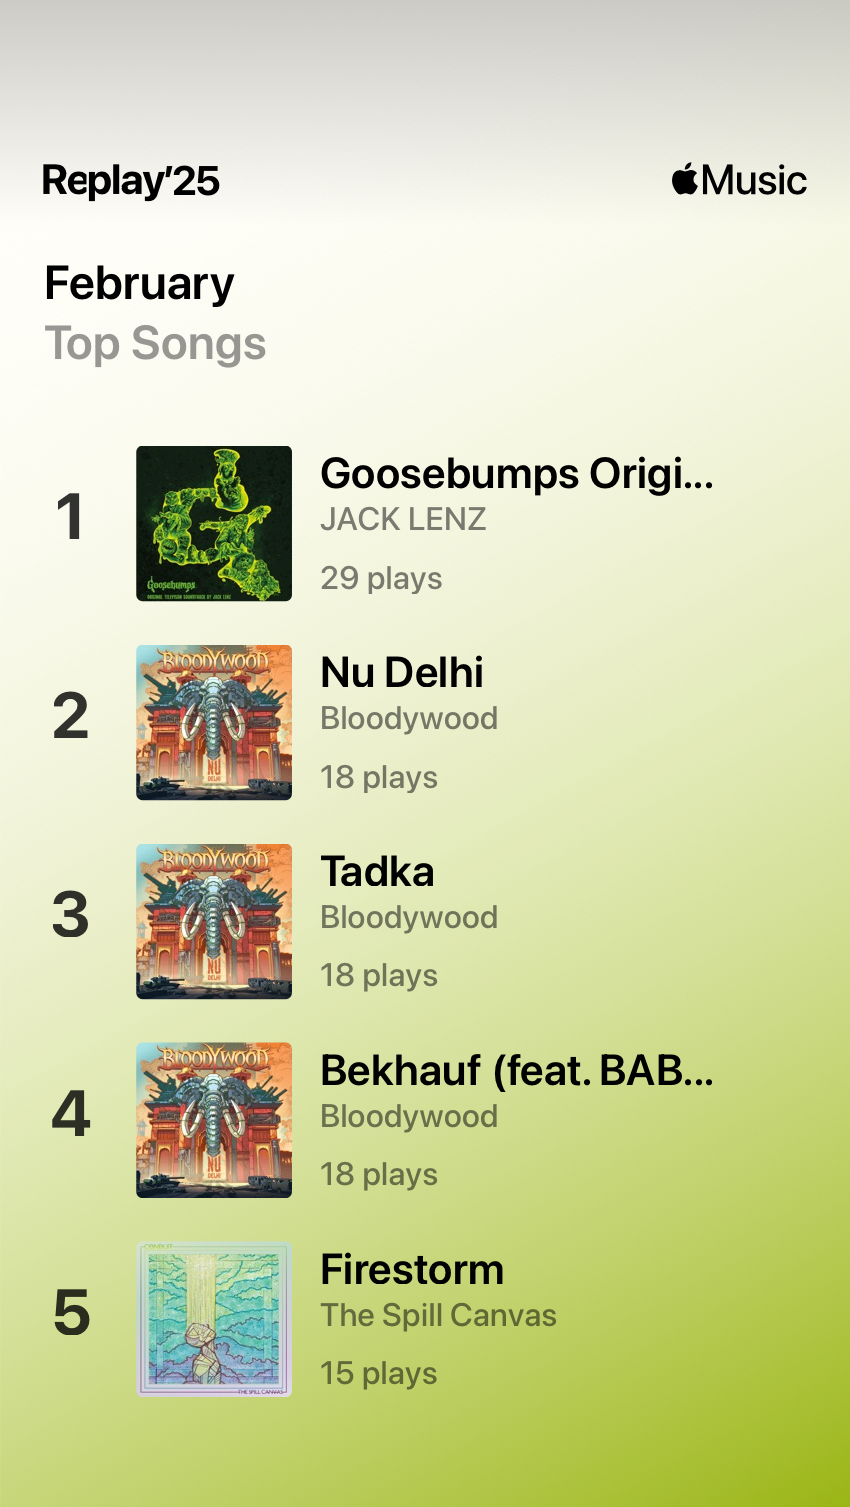 Replay'25
Music
February
Top Songs
1
Goosebumps
ORIGINAL TELEVISION SOUNDTRACK BY JACK LENZ
Goosebumps Origi...
JACK LENZ
29 plays
2
BLOODYWOOD
NU
DELHI
Nu Delhi
Bloodywood
18 plays
3
BLOODYWOOD
NU
DELHI
Tadka
Bloodywood
18 plays
4
BLOODYWOOD
NU
DELHI
Bekhauf (feat. BAB...
Bloodywood
18 plays
5
CONDUIT
THE SPILL CANVAS
Firestorm
The Spill Canvas
15 plays